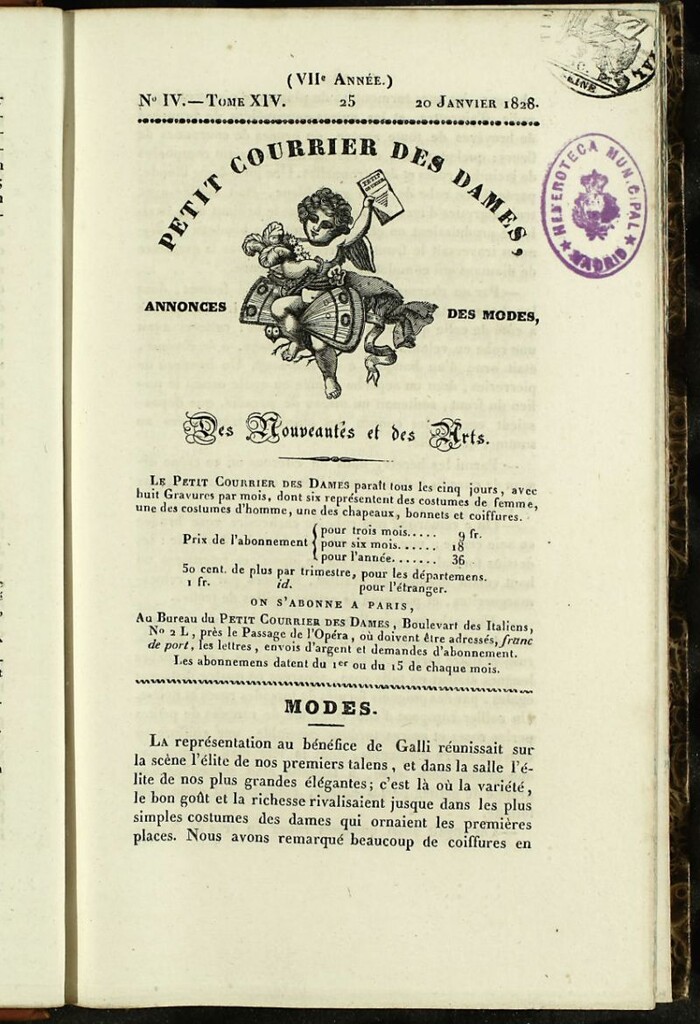 (VIIe ANNÉE.)
No IV.—TOME XIV. 25 20 JANVIER 1828.
PETIT COURRIER DES DAMES,
ANNONCES DES MODES,
Des Nouveautés et des Arts.
LE PETIT COURRIER DES DAMES paraît tous les cinq jours, avec
huit Gravures par mois, dont six représentent des costumes de femme,
une des costumes d'homme, une des chapeaux, bonnets et coiffures.
Prix de l'abonnement { pour trois mois..... 9 fr.
pour six mois...... 18
pour l'année....... 36
50 cent. de plus par trimestre, pour les départemens.
1 fr. id. pour l'étranger.
ON S'ABONNE A PARIS,
Au Bureau du PETIT COURRIER DES DAMES, Boulevart des Italiens,
No 2 L, près le Passage de l'Opéra, où doivent être adressés, franc
de port, les lettres, envois d'argent et demandes d'abonnement.
Les abonnemens datent du 1er ou du 15 de chaque mois.
MODES.
LA représentation au bénéfice de Galli réunissait sur
la scène l'élite de nos premiers talens, et dans la salle l'é-
lite de nos plus grandes élégantes; c'est là où la variété,
le bon goût et la richesse rivalisaient jusque dans les plus
simples costumes des dames qui ornaient les premières
places. Nous avons remarqué beaucoup de coiffures en
HEMEROTECA MUNICIPAL
MADRID